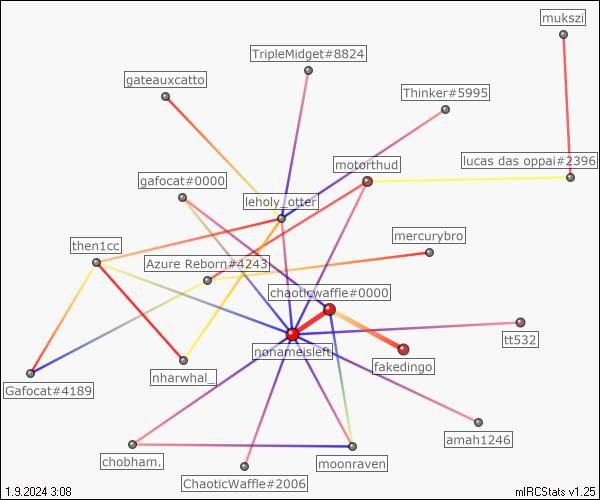 mukszi
TripleMidget#8824
gateauxcatto
Thinker#5995
motorthud
lucas das oppai#2396
gafocat#0000
leholy_otter
mercurybro
then1cc
Azure Reborn#4243
chaoticwaffle#0000
tt532
nonameisleft
fakedingo
Gafocat#4189
nharwhal_
amah1246
chobham.
moonraven
ChaoticWaffle#2006
1.9.2024 3:08
mIRCStats v1.25